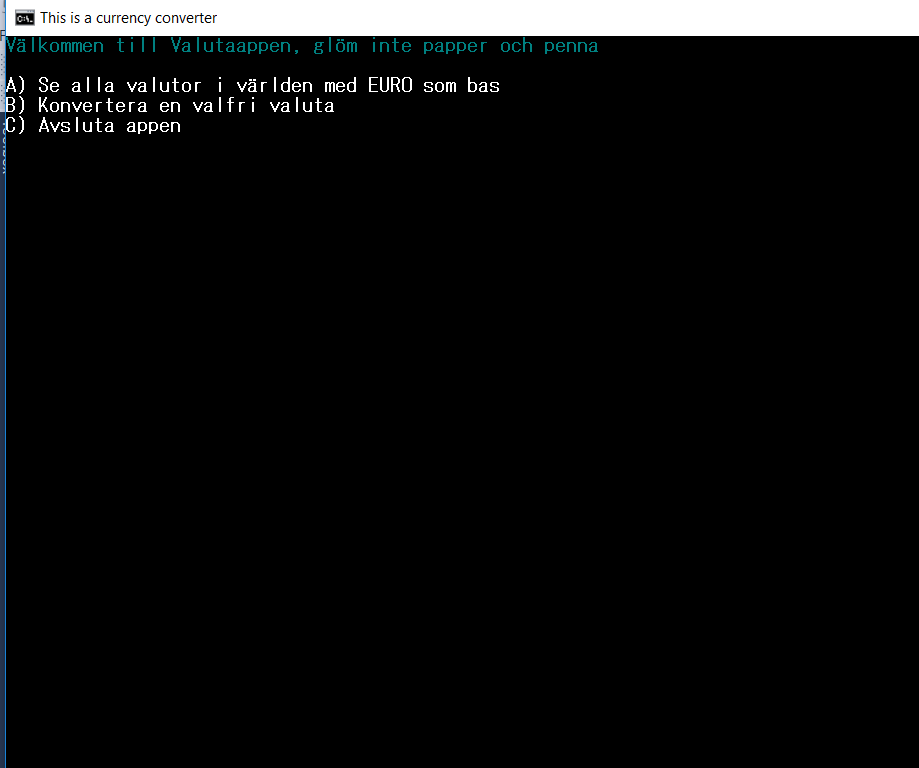 This is a currency converter
Välkommen till Valutaappen, glöm inte papper och penna
A) Se alla valutor i världen med EURO som bas
B) Konvertera en valfri valuta
C) Avsluta appen